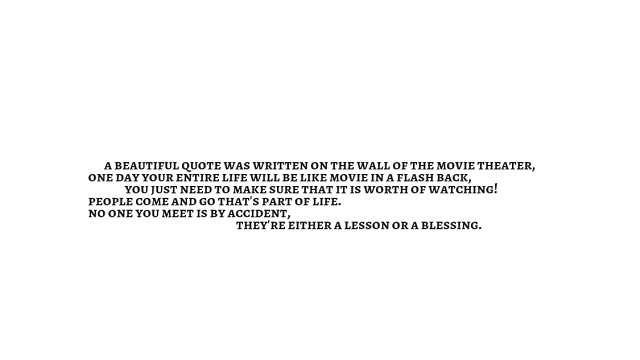 A BEAUTIFUL QUOTE WAS WRITTEN ON THE WALL OF THE MOVIE THEATER,
ONE DAY YOUR ENTIRE LIFE WILL BE LIKE MOVIE IN A FLASH BACK,
YOU JUST NEED TO MAKE SURE THAT IT IS WORTH OF WATCHING!
PEOPLE COME AND GO THAT'S PART OF LIFE.
NO ONE YOU MEET IS BY ACCIDENT,
THEY'RE EITHER A LESSON OR A BLESSING.